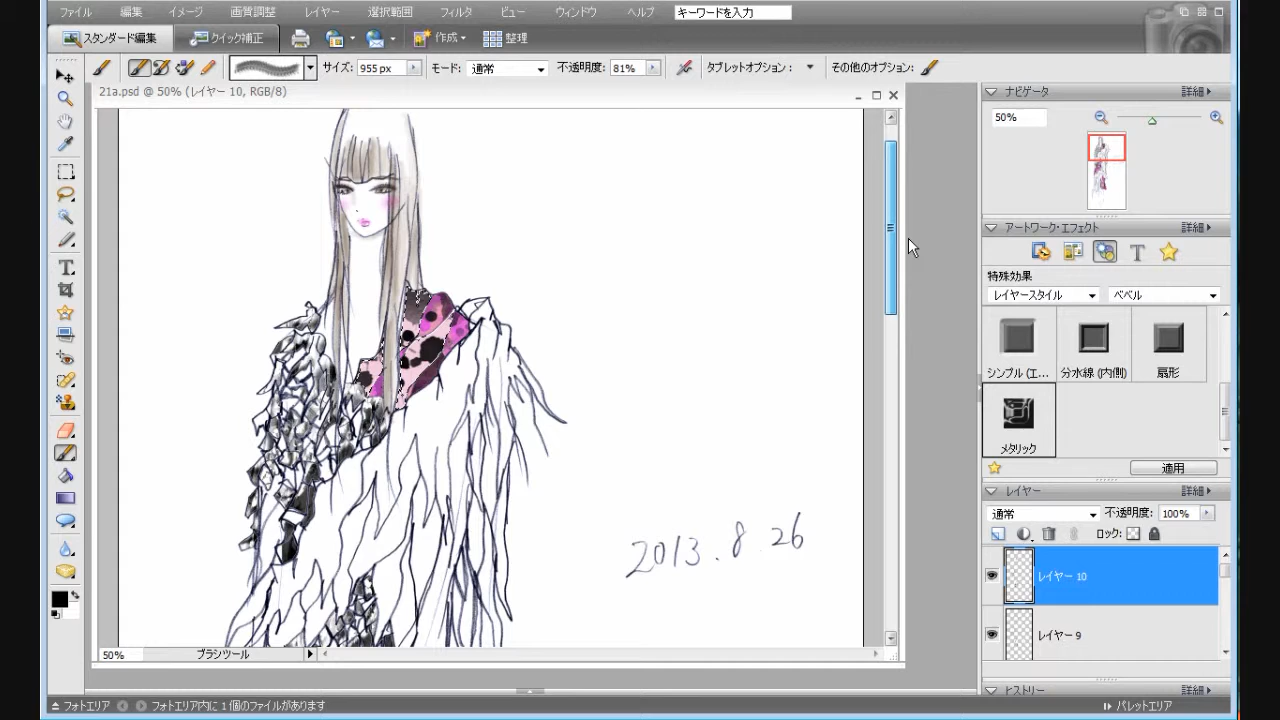 ファイル 編集 イメージ 画質調整 レイヤー 選択範囲 フィルタ ビュー ウィンドウ ヘルプ キーワードを入力
スタンダード編集 クイック補正 作成 整理
サイズ: 955 px モード: 通常 不透明度: 81% タブレットオプション: その他のオプション:
21a.psd @ 50% (レイヤー 10, RGB/8)
2013.8.26
50% ブラシツール
ナビゲータ 詳細
50%
アートワーク・エフェクト 詳細
特殊効果
レイヤースタイル ベベル
シンプル (エ... 分水線 (内側) 扇形
メタリック
適用
レイヤー 詳細
通常 不透明度: 100%
ロック:
レイヤー 10
レイヤー 9
ヒストリー 詳細
フォトエリア フォトエリア内に 1 個のファイルがあります パレットエリア